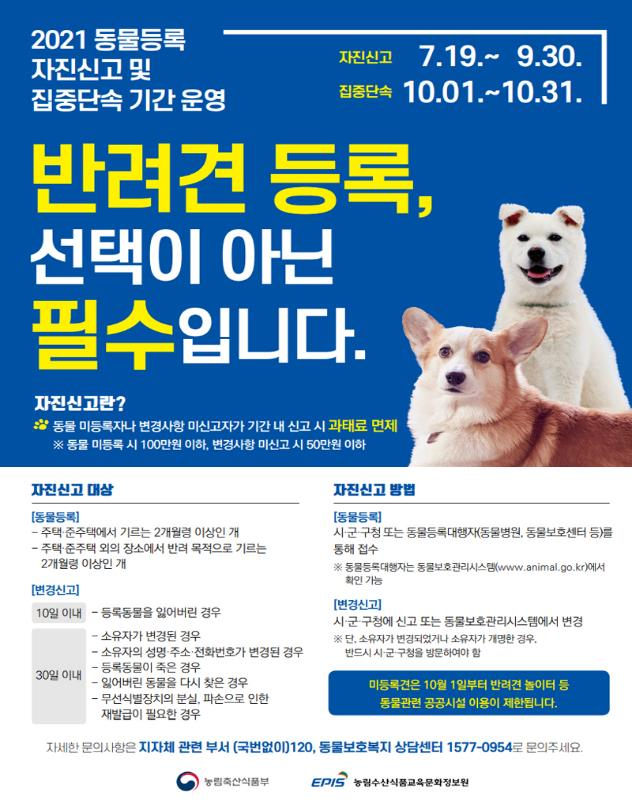 2021 동물등록
자진신고 및
집중단속 기간 운영
자진신고 7.19.~ 9.30.
집중단속 10.01.~10.31.
반려견 등록,
선택이 아닌
필수입니다.
자진신고란?
동물 미등록자나 변경사항 미신고자가 기간 내 신고 시 과태료 면제
※ 동물 미등록 시 100만원 이하, 변경사항 미신고 시 50만원 이하
자진신고 대상
[동물등록]
- 주택·준주택에서 기르는 2개월령 이상인 개
- 주택·준주택 외의 장소에서 반려 목적으로 기르는
2개월령 이상인 개
[변경신고]
10일 이내 - 등록동물을 잃어버린 경우
30일 이내
- 소유자가 변경된 경우
- 소유자의 성명·주소·전화번호가 변경된 경우
- 등록동물이 죽은 경우
- 잃어버린 동물을 다시 찾은 경우
- 무선식별장치의 분실, 파손으로 인한
재발급이 필요한 경우
자진신고 방법
[동물등록]
시·군·구청 또는 동물등록대행자(동물병원, 동물보호센터 등)를
통해 접수
※ 동물등록대행자는 동물보호관리시스템(www.animal.go.kr)에서
확인 가능
[변경신고]
시·군·구청에 신고 또는 동물보호관리시스템에서 변경
※ 단, 소유자가 변경되었거나 소유자가 개명한 경우,
반드시 시·군·구청을 방문하여야 함
미등록견은 10월 1일부터 반려견 놀이터 등
동물관련 공공시설 이용이 제한됩니다.
자세한 문의사항은 지자체 관련 부서 (국번없이)120, 동물보호복지 상담센터 1577-0954로 문의주세요.
농림축산식품부 EPIS 농림수산식품교육문화정보원